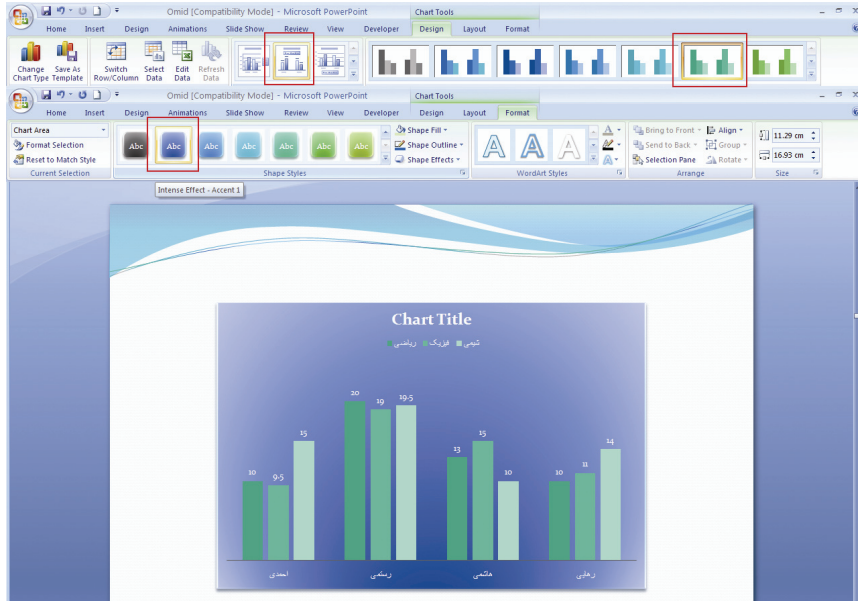 Omid [Compatibility Mode] - Microsoft PowerPoint
Chart Tools
Home Insert Design Animations Slide Show Review View Developer Design Layout Format
Change Chart Type
Save As Template
Switch Row/Column
Select Data
Edit Data
Refresh Data
Omid [Compatibility Mode] - Microsoft PowerPoint
Chart Tools
Home Insert Design Animations Slide Show Review View Developer Design Layout Format
Chart Area
Format Selection
Reset to Match Style
Current Selection
Abc Abc Abc Abc Abc Abc Abc
Shape Fill
Shape Outline
Shape Effects
Shape Styles
A A A
WordArt Styles
Bring to Front
Send to Back
Selection Pane
Align
Group
Rotate
Arrange
11.29 cm
16.93 cm
Size
Intense Effect - Accent 1
Chart Title
ریاضی فیزیک شیمی
10 9.5 15
20 19 19.5
13 15 10
10 11 14
احمدی رستمی هاشمی رهایی